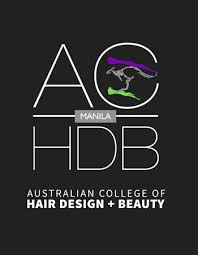 AC
MANILA
HDB
AUSTRALIAN COLLEGE OF
HAIR DESIGN + BEAUTY